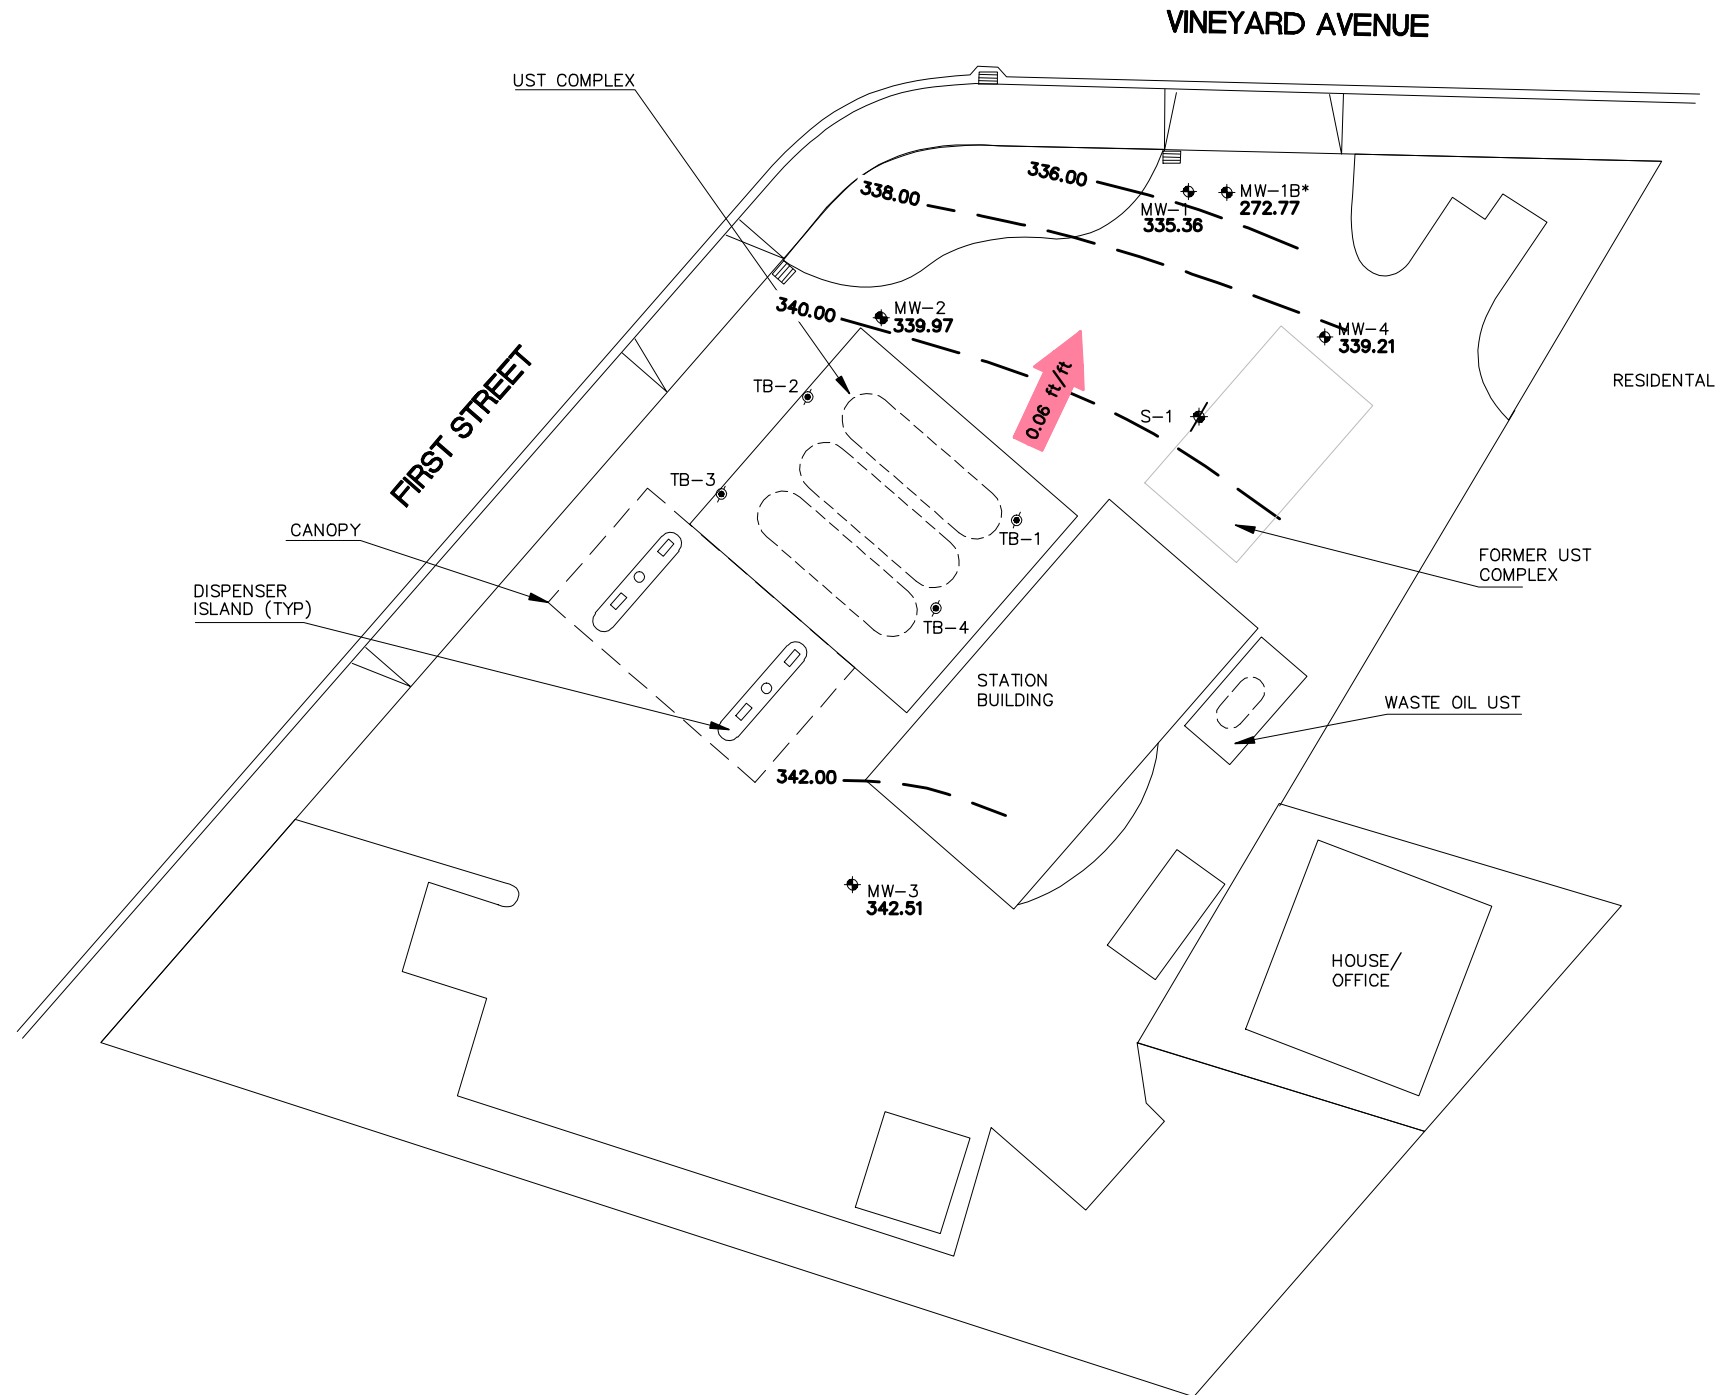 VINEYARD AVENUE
UST COMPLEX
336.00
338.00
MW-1B*
272.77
MW-1
335.36
340.00
MW-2
339.97
MW-4
339.21
FIRST STREET
0.06 ft/ft
RESIDENTAL
TB-2
S-1
TB-3
TB-1
CANOPY
FORMER UST
COMPLEX
DISPENSER
ISLAND (TYP)
TB-4
STATION
BUILDING
WASTE OIL UST
342.00
MW-3
342.51
HOUSE/
OFFICE